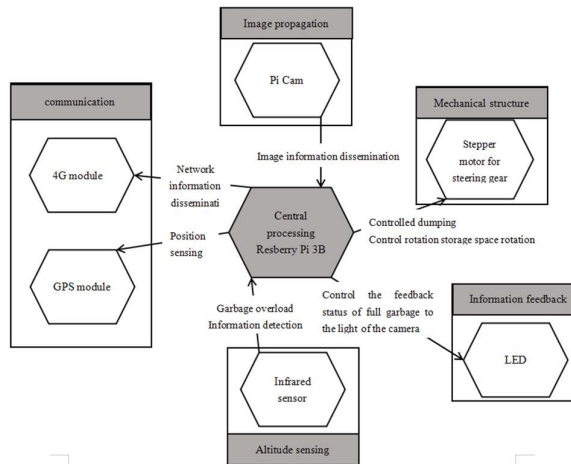 Image propagation
Pi Cam
communication
4G module
GPS module
Mechanical structure
Stepper
motor for
steering gear
Image information dissemination
Network
information
disseminati
Position
sensing
Central
processing
Resberry Pi 3B
Controlled dumping
Control rotation storage space rotation
Garbage overload
Information detection
Control the feedback
status of full garbage to
the light of the camera
Information feedback
LED
Infrared
sensor
Altitude sensing